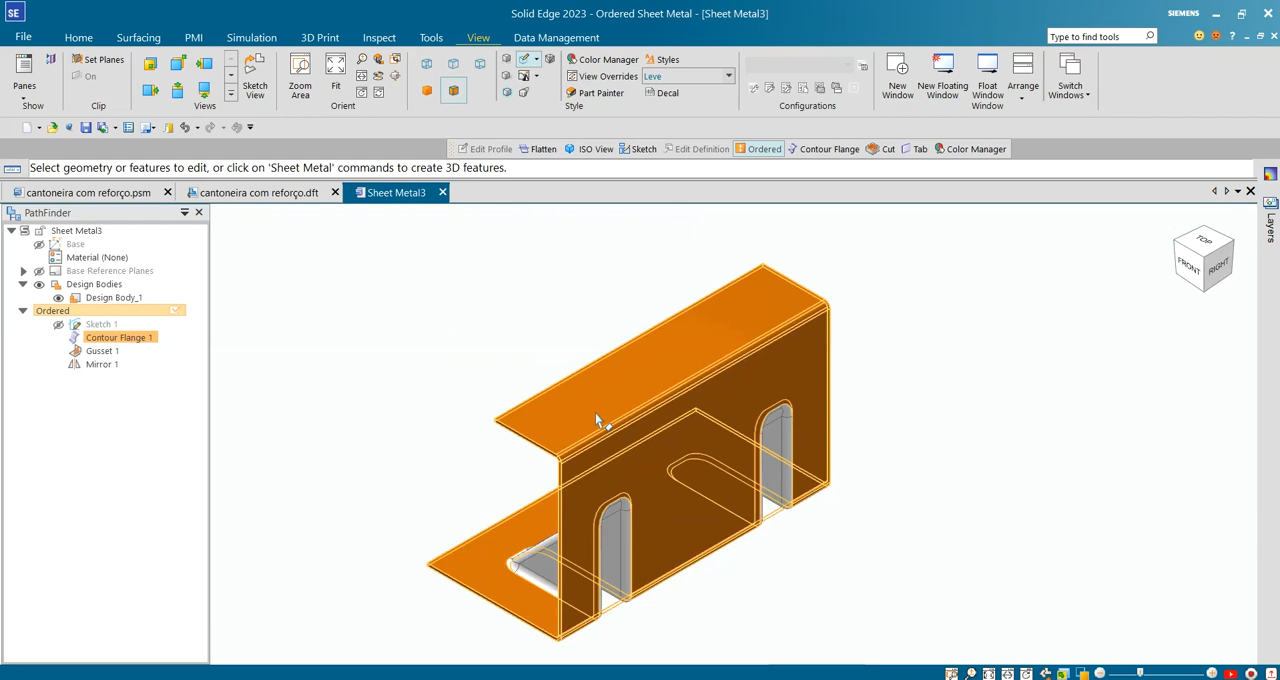 SE
Solid Edge 2023 - Ordered Sheet Metal - [Sheet Metal3]
SIEMENS
File
Home
Surfacing
PMI
Simulation
3D Print
Inspect
Tools
View
Data Management
Type to find tools
Panes
Set Planes
On
Show
Clip
Views
Sketch
View
Zoom
Area
Fit
Orient
Color Manager
Styles
View Overrides
Leve
Part Painter
Decal
Style
Configurations
New
Window
New Floating
Window
Float
Window
Arrange
Switch
Windows
Window
Edit Profile
Flatten
ISO View
Sketch
Edit Definition
Ordered
Contour Flange
Cut
Tab
Color Manager
Select geometry or features to edit, or click on 'Sheet Metal' commands to create 3D features.
cantoneira com reforço.psm
cantoneira com reforço.dft
Sheet Metal3
PathFinder
Sheet Metal3
Base
Material (None)
Base Reference Planes
Design Bodies
Design Body_1
Ordered
Sketch 1
Contour Flange 1
Gusset 1
Mirror 1
TOP
FRONT
RIGHT
Layers